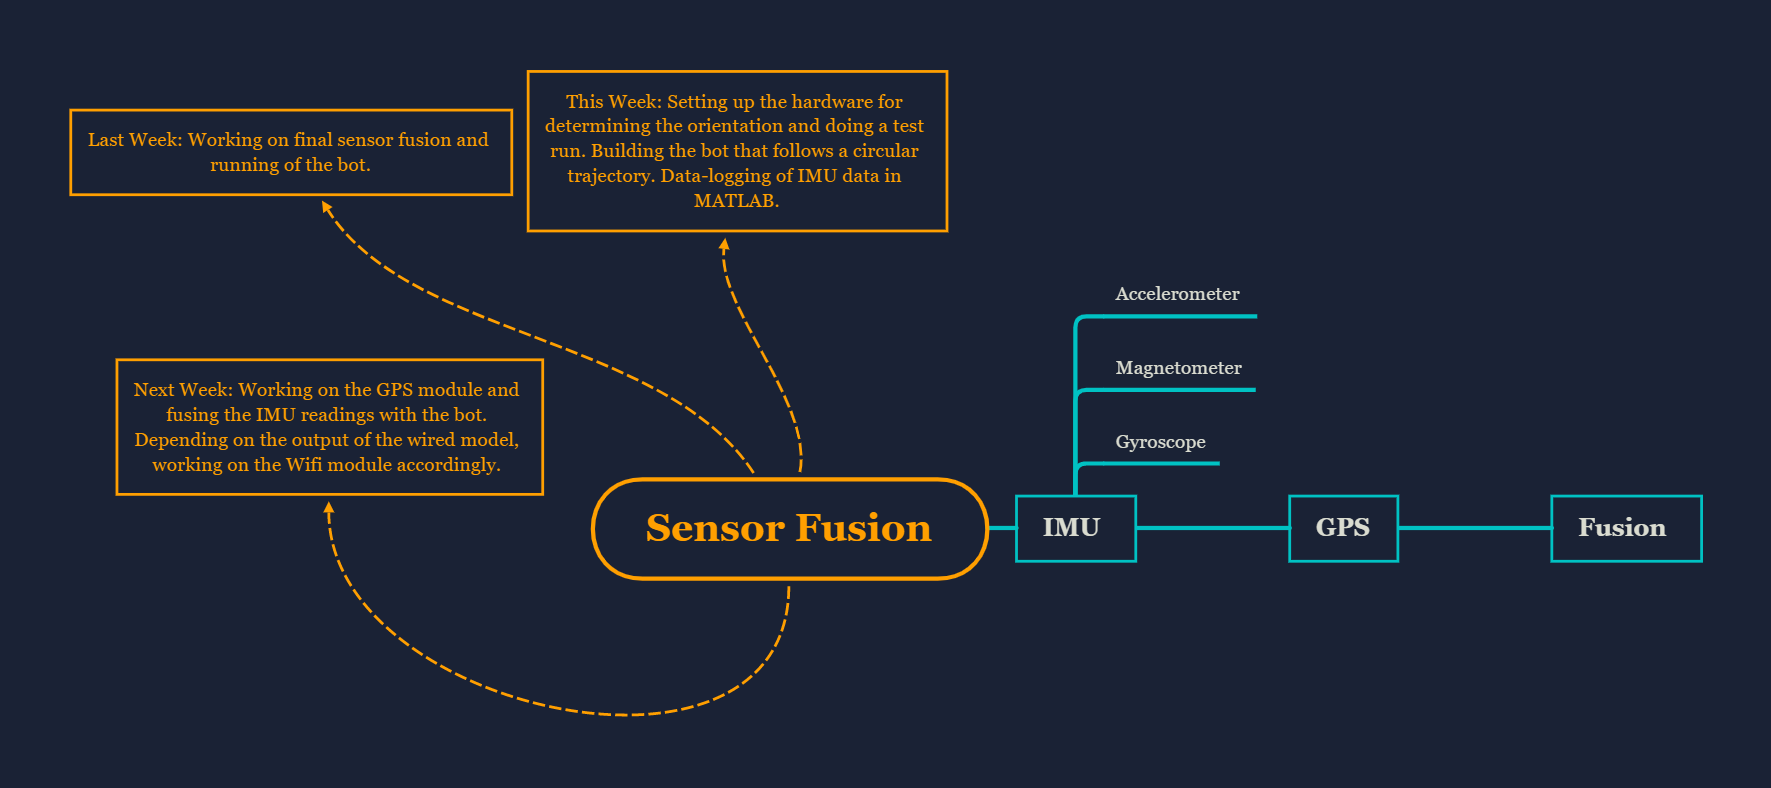 This Week: Setting up the hardware for
determining the orientation and doing a test
run. Building the bot that follows a circular
trajectory. Data-logging of IMU data in
MATLAB.
Last Week: Working on final sensor fusion and
running of the bot.
Next Week: Working on the GPS module and
fusing the IMU readings with the bot.
Depending on the output of the wired model,
working on the Wifi module accordingly.
Sensor Fusion
Accelerometer
Magnetometer
Gyroscope
IMU
GPS
Fusion